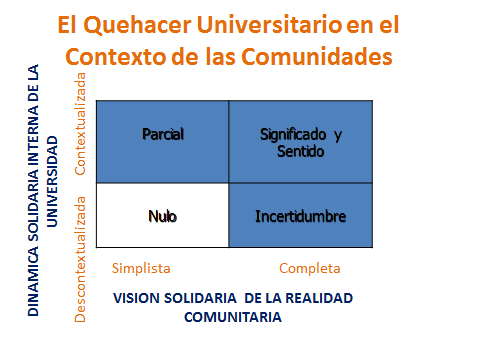 El Quehacer Universitario en el
Contexto de las Comunidades
DINAMICA SOLIDARIA INTERNA DE LA
UNIVERSIDAD
Contextualizada
Descontextualizada
Parcial
Significado y
Sentido
Nulo
Incertidumbre
Simplista
Completa
VISION SOLIDARIA DE LA REALIDAD
COMUNITARIA